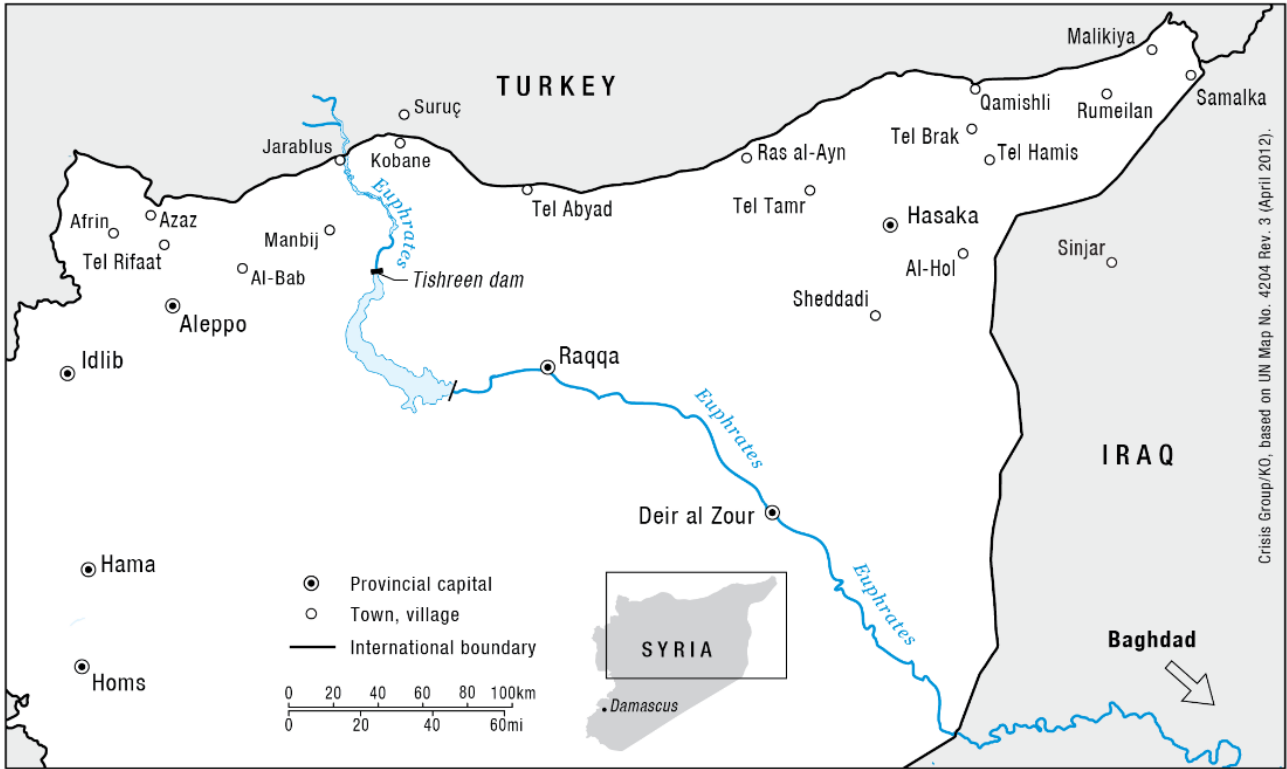 Malikiya
TURKEY
Samalka
Qamishli
Rumeilan
Suruç
Jarablus
Kobane
Tel Brak
Ras al-Ayn
Tel Hamis
Euphrates
Tel Abyad
Tel Tamr
Afrin
Azaz
Hasaka
Manbij
Tel Rifaat
Sinjar
Al-Bab
Tishreen dam
Al-Hol
Sheddadi
Aleppo
Idlib
Raqqa
Euphrates
IRAQ
Deir al Zour
Hama
Euphrates
Homs
Provincial capital
Town, village
International boundary
0 20 40 60 80 100km
0 20 40 60mi
SYRIA
Damascus
Baghdad
Crisis Group/KO, based on UN Map No. 4204 Rev. 3 (April 2012).